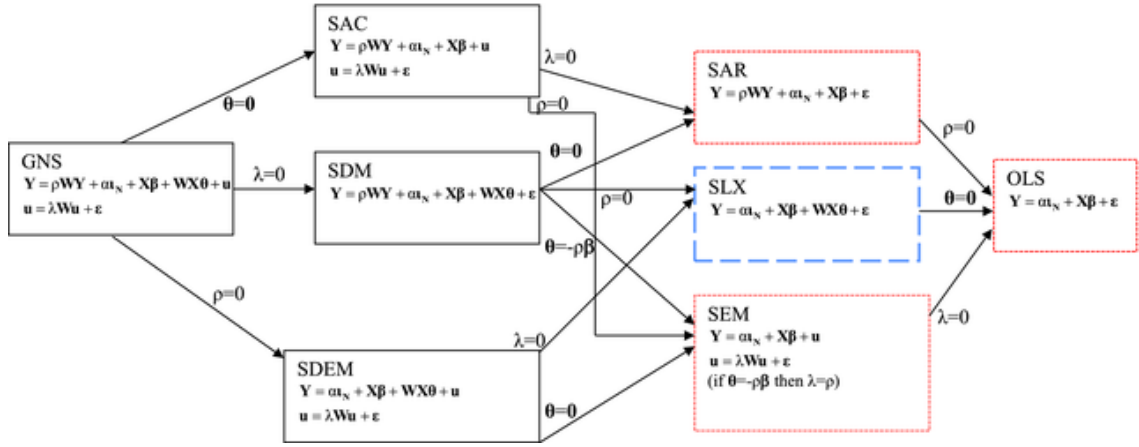 SAC
Y = ρWY + αι_N + Xβ + u
u = λWu + ε
λ=0
SAR
Y = ρWY + αι_N + Xβ + ε
ρ=0
θ=0
ρ=0
GNS
Y = ρWY + αι_N + Xβ + WXθ + u
u = λWu + ε
λ=0
SDM
Y = ρWY + αι_N + Xβ + WXθ + ε
θ=0
ρ=0
θ=-ρβ
SLX
Y = αι_N + Xβ + WXθ + ε
θ=0
OLS
Y = αι_N + Xβ + ε
ρ=0
SDEM
Y = αι_N + Xβ + WXθ + u
u = λWu + ε
λ=0
θ=0
SEM
Y = αι_N + Xβ + u
u = λWu + ε
(if θ=-ρβ then λ=ρ)
λ=0